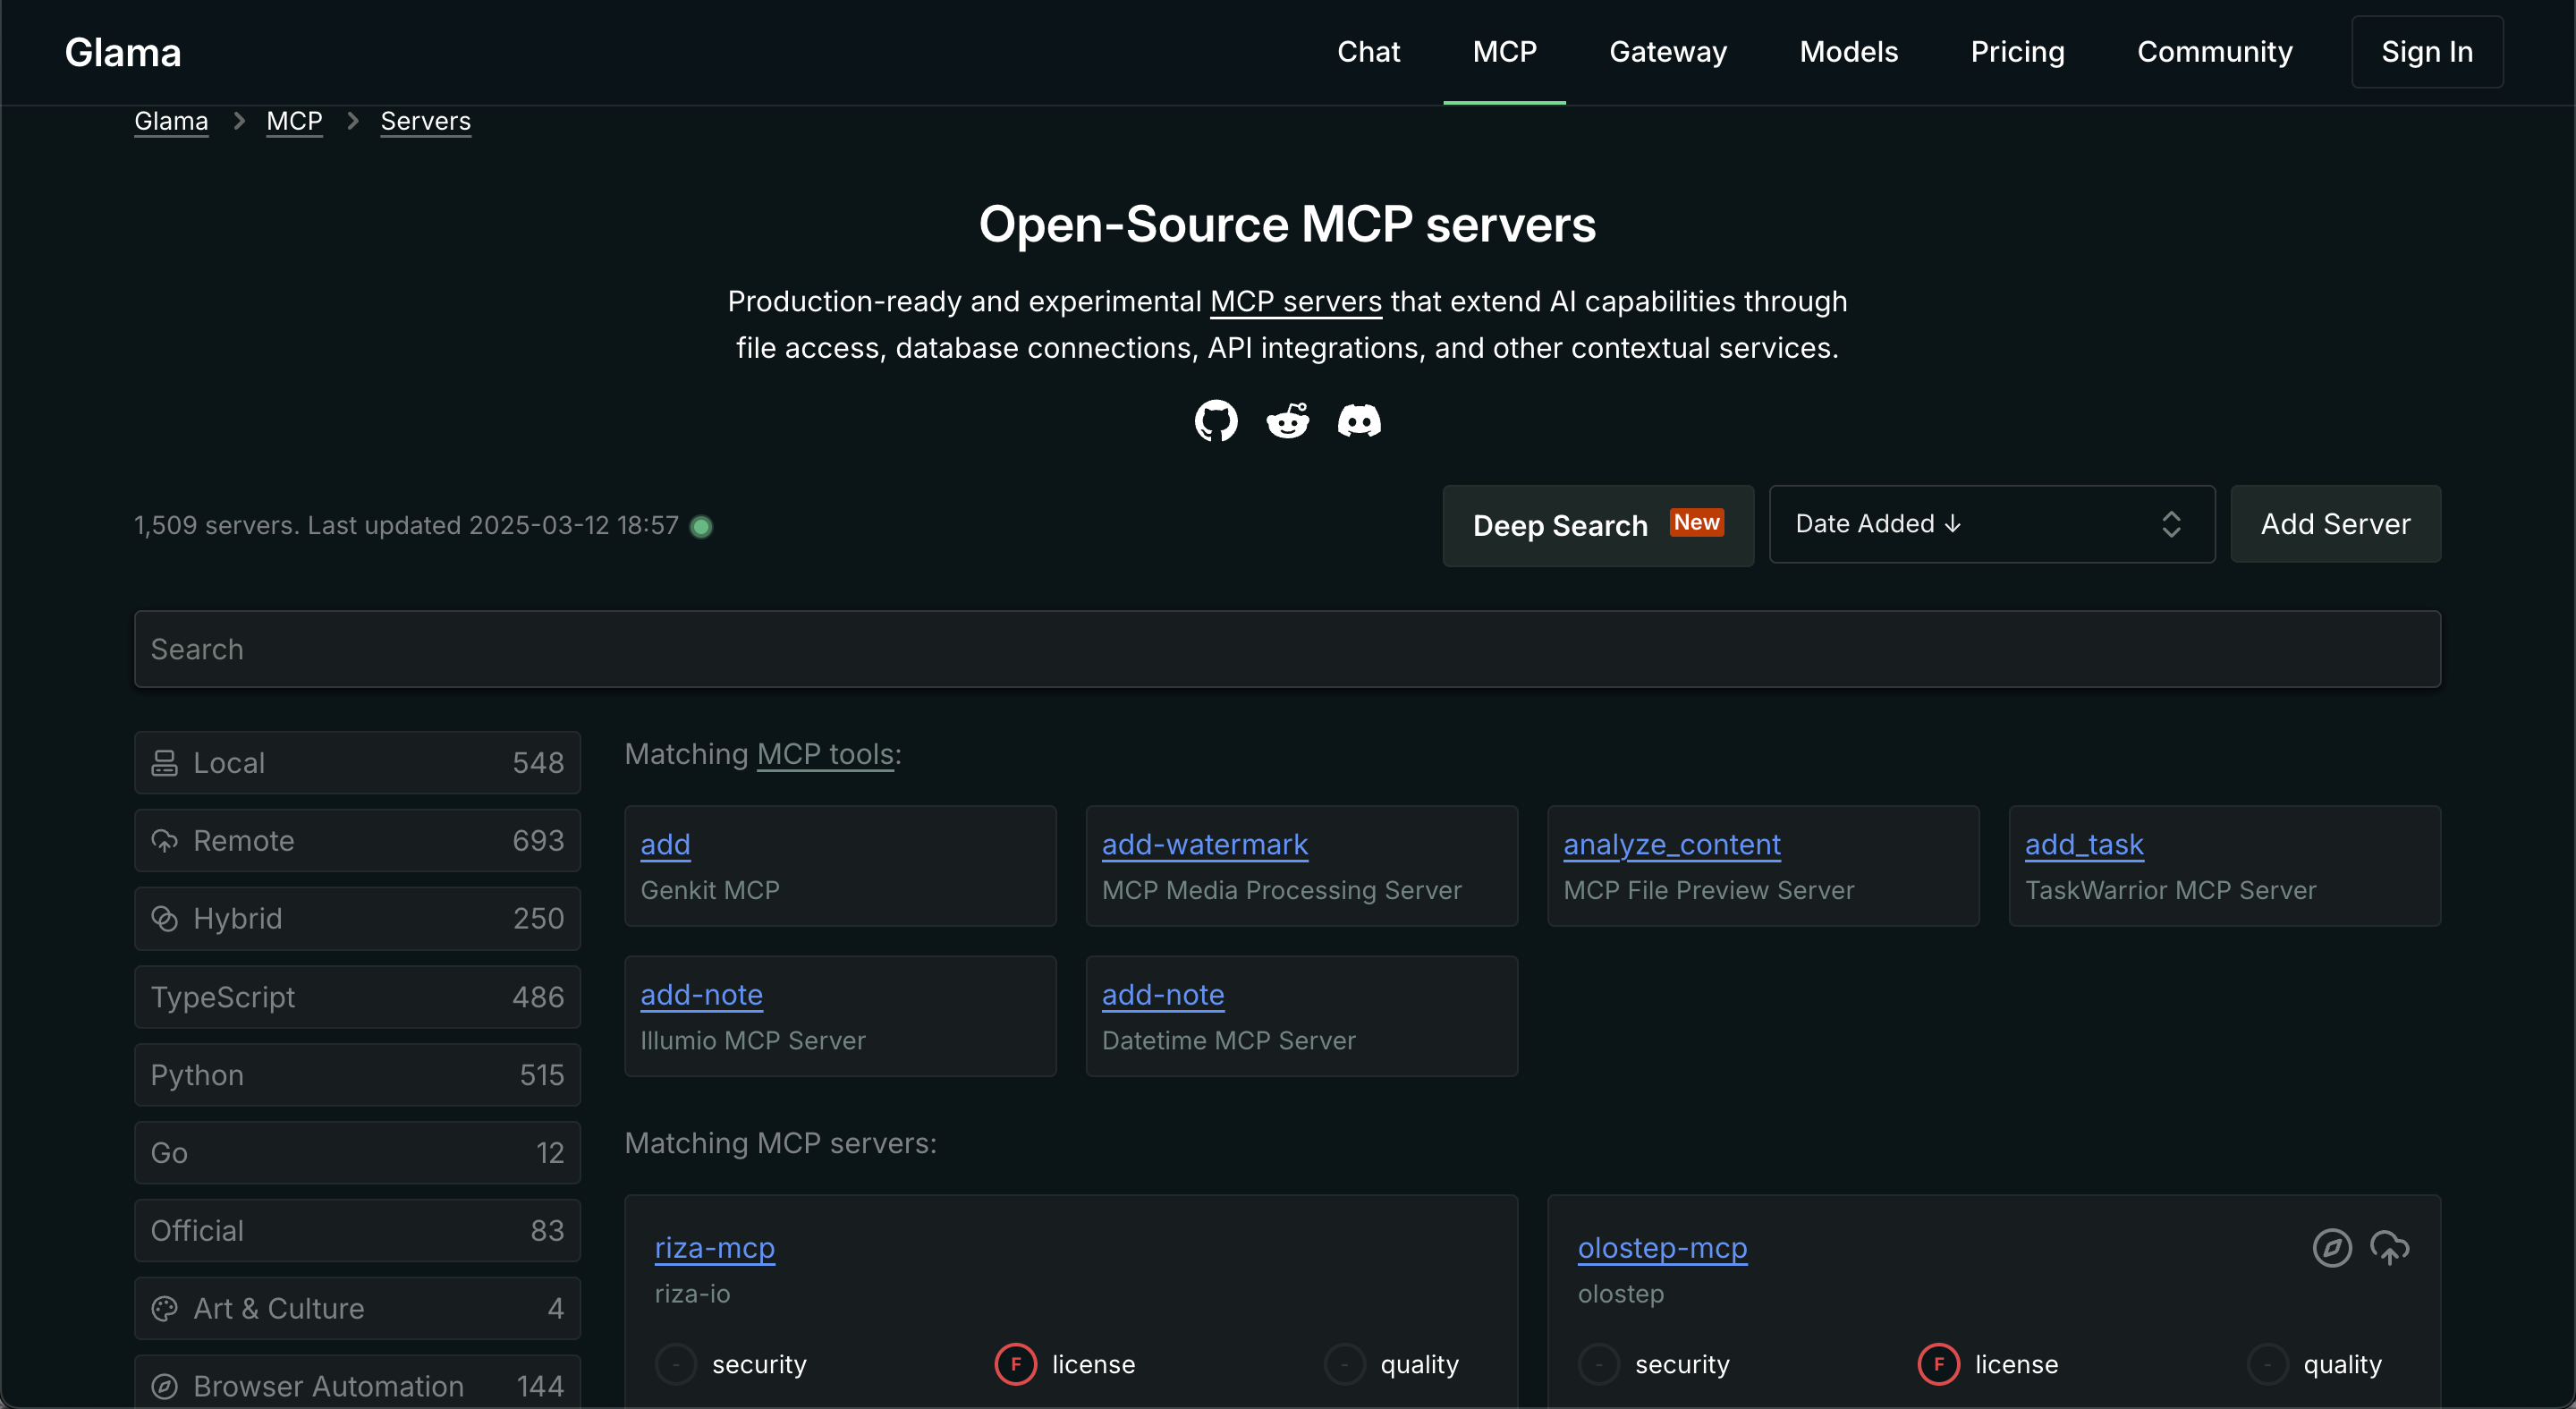 Glama
Chat MCP Gateway Models Pricing Community Sign In
Glama > MCP > Servers
Open-Source MCP servers
Production-ready and experimental MCP servers that extend AI capabilities through
file access, database connections, API integrations, and other contextual services.
1,509 servers. Last updated 2025-03-12 18:57
Deep Search New
Date Added ↓
Add Server
Search
Local 548
Remote 693
Hybrid 250
TypeScript 486
Python 515
Go 12
Official 83
Art & Culture 4
Browser Automation 144
Matching MCP tools:
add
Genkit MCP
add-watermark
MCP Media Processing Server
analyze_content
MCP File Preview Server
add_task
TaskWarrior MCP Server
add-note
Illumio MCP Server
add-note
Datetime MCP Server
Matching MCP servers:
riza-mcp
riza-io
- security F license - quality
olostep-mcp
olostep
- security F license - quality